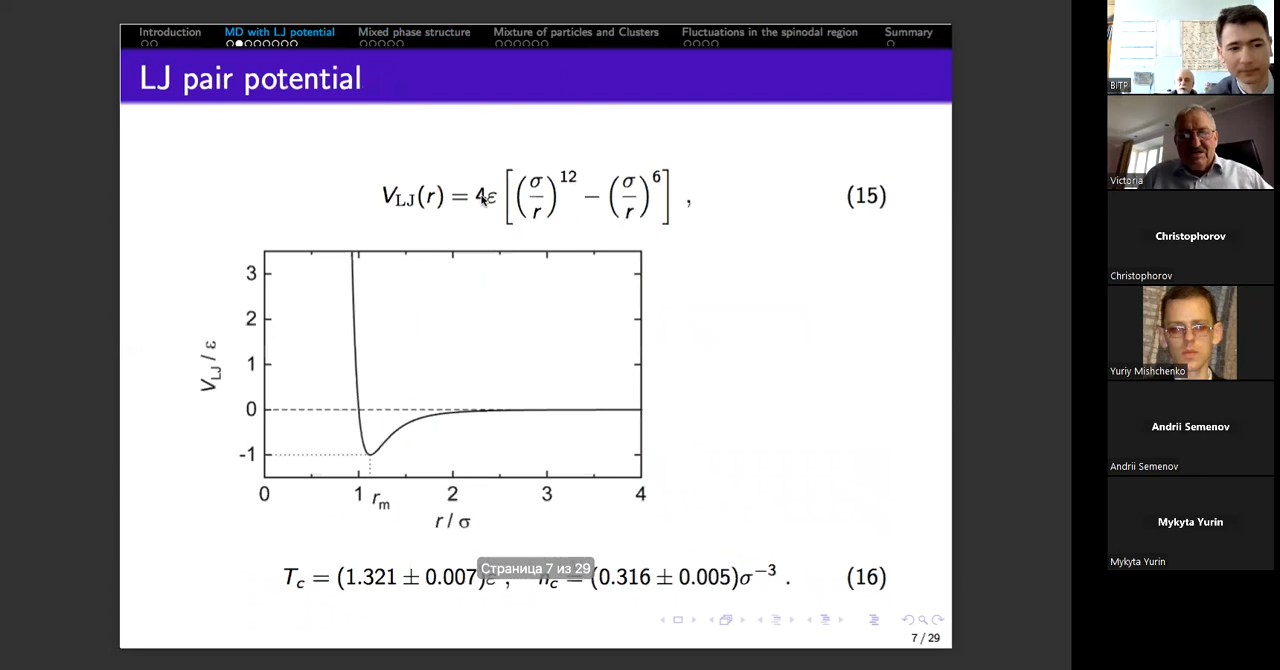 Introduction MD with LJ potential Mixed phase structure Mixture of particles and Clusters Fluctuations in the spinodal region Summary
LJ pair potential
V_LJ(r) = 4ε [ (σ/r)^12 − (σ/r)^6 ] , (15)
3
2
1
0
-1
V_LJ / ε
0 1 r_m 2 3 4
r / σ
T_c = (1.321 ± 0.007)ε , n_c = (0.316 ± 0.005)σ^−3 . (16)
Страница 7 из 29
7 / 29
BITP
Victoria
Christophorov
Christophorov
Yuriy Mishchenko
Andrii Semenov
Andrii Semenov
Mykyta Yurin
Mykyta Yurin